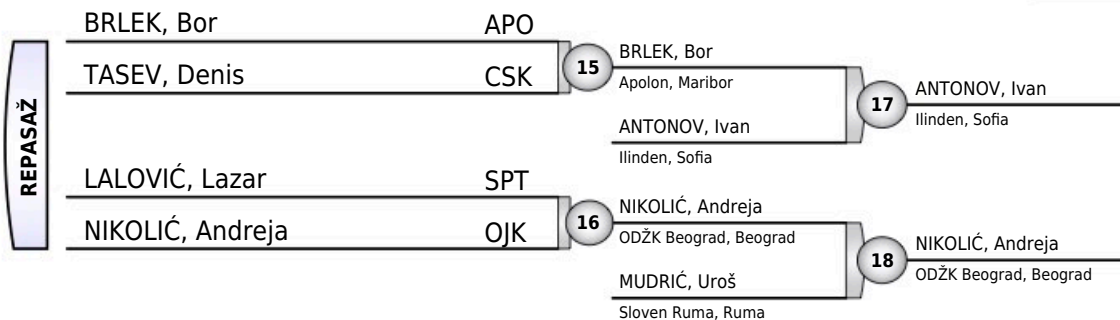 REPASAŽ
BRLEK, Bor APO
TASEV, Denis CSK
15
BRLEK, Bor
Apolon, Maribor
ANTONOV, Ivan
Ilinden, Sofia
17
ANTONOV, Ivan
Ilinden, Sofia
LALOVIĆ, Lazar SPT
NIKOLIĆ, Andreja OJK
16
NIKOLIĆ, Andreja
ODŽK Beograd, Beograd
MUDRIĆ, Uroš
Sloven Ruma, Ruma
18
NIKOLIĆ, Andreja
ODŽK Beograd, Beograd